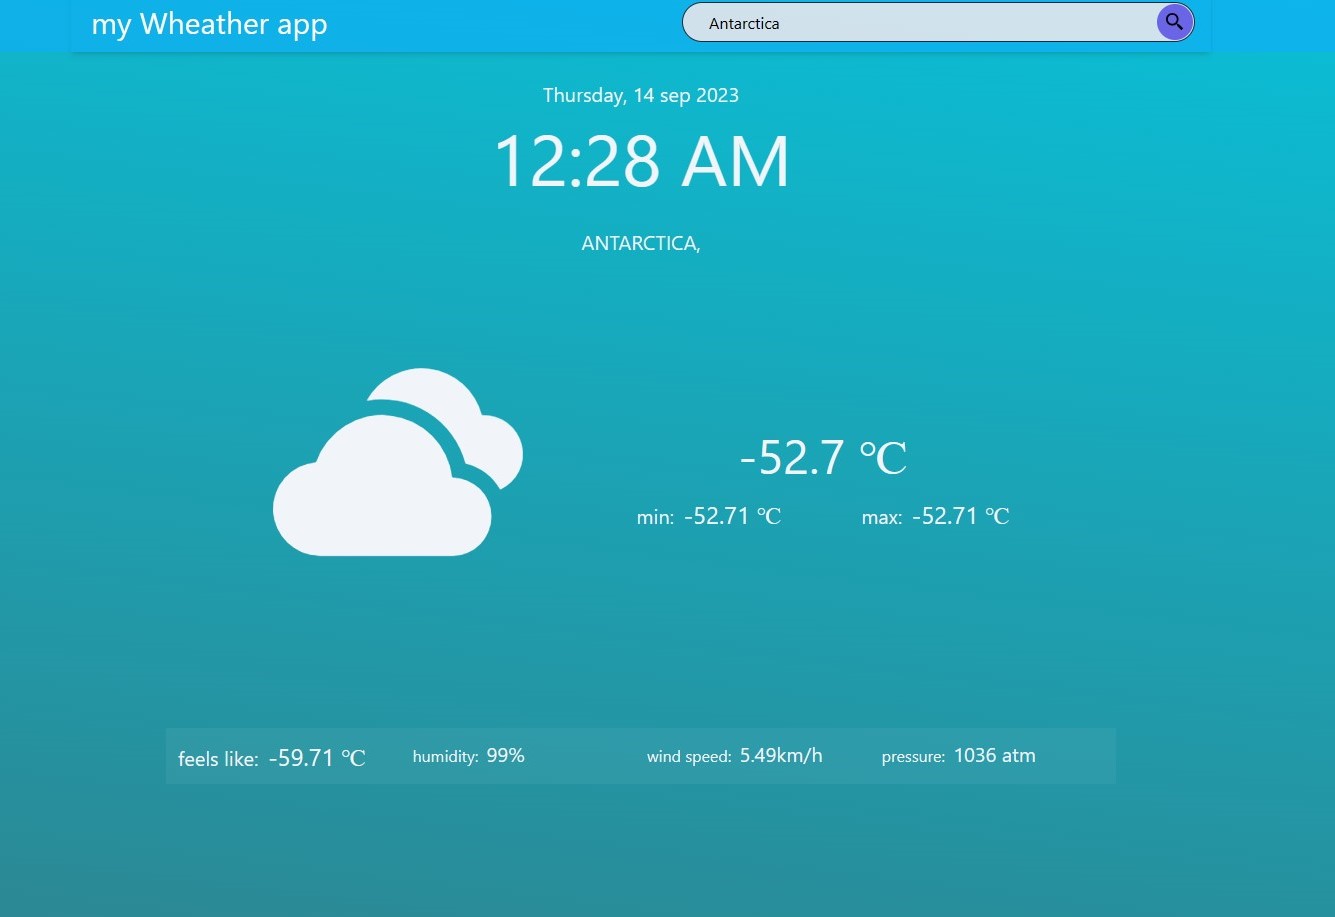 my Wheather app
Antarctica
Thursday, 14 sep 2023
12:28 AM
ANTARCTICA,
-52.7 °C
min: -52.71 °C max: -52.71 °C
feels like: -59.71 °C humidity: 99% wind speed: 5.49km/h pressure: 1036 atm